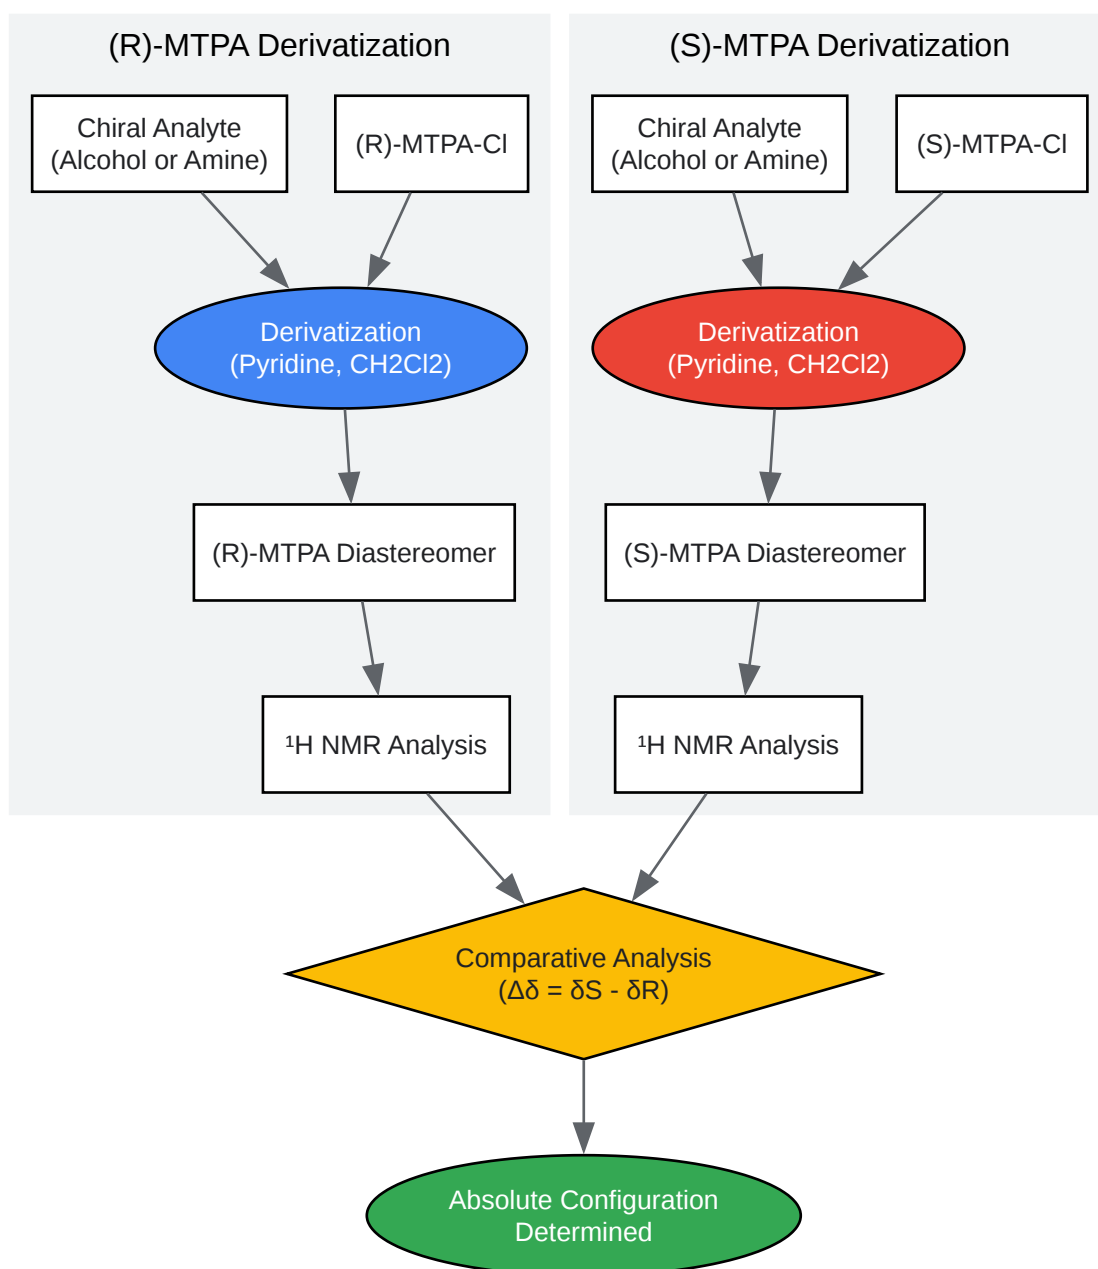 (R)-MTPA Derivatization
Chiral Analyte
(Alcohol or Amine)
(R)-MTPA-Cl
Derivatization
(Pyridine, CH2Cl2)
(R)-MTPA Diastereomer
¹H NMR Analysis
(S)-MTPA Derivatization
Chiral Analyte
(Alcohol or Amine)
(S)-MTPA-Cl
Derivatization
(Pyridine, CH2Cl2)
(S)-MTPA Diastereomer
¹H NMR Analysis
Comparative Analysis
(Δδ = δS - δR)
Absolute Configuration
Determined